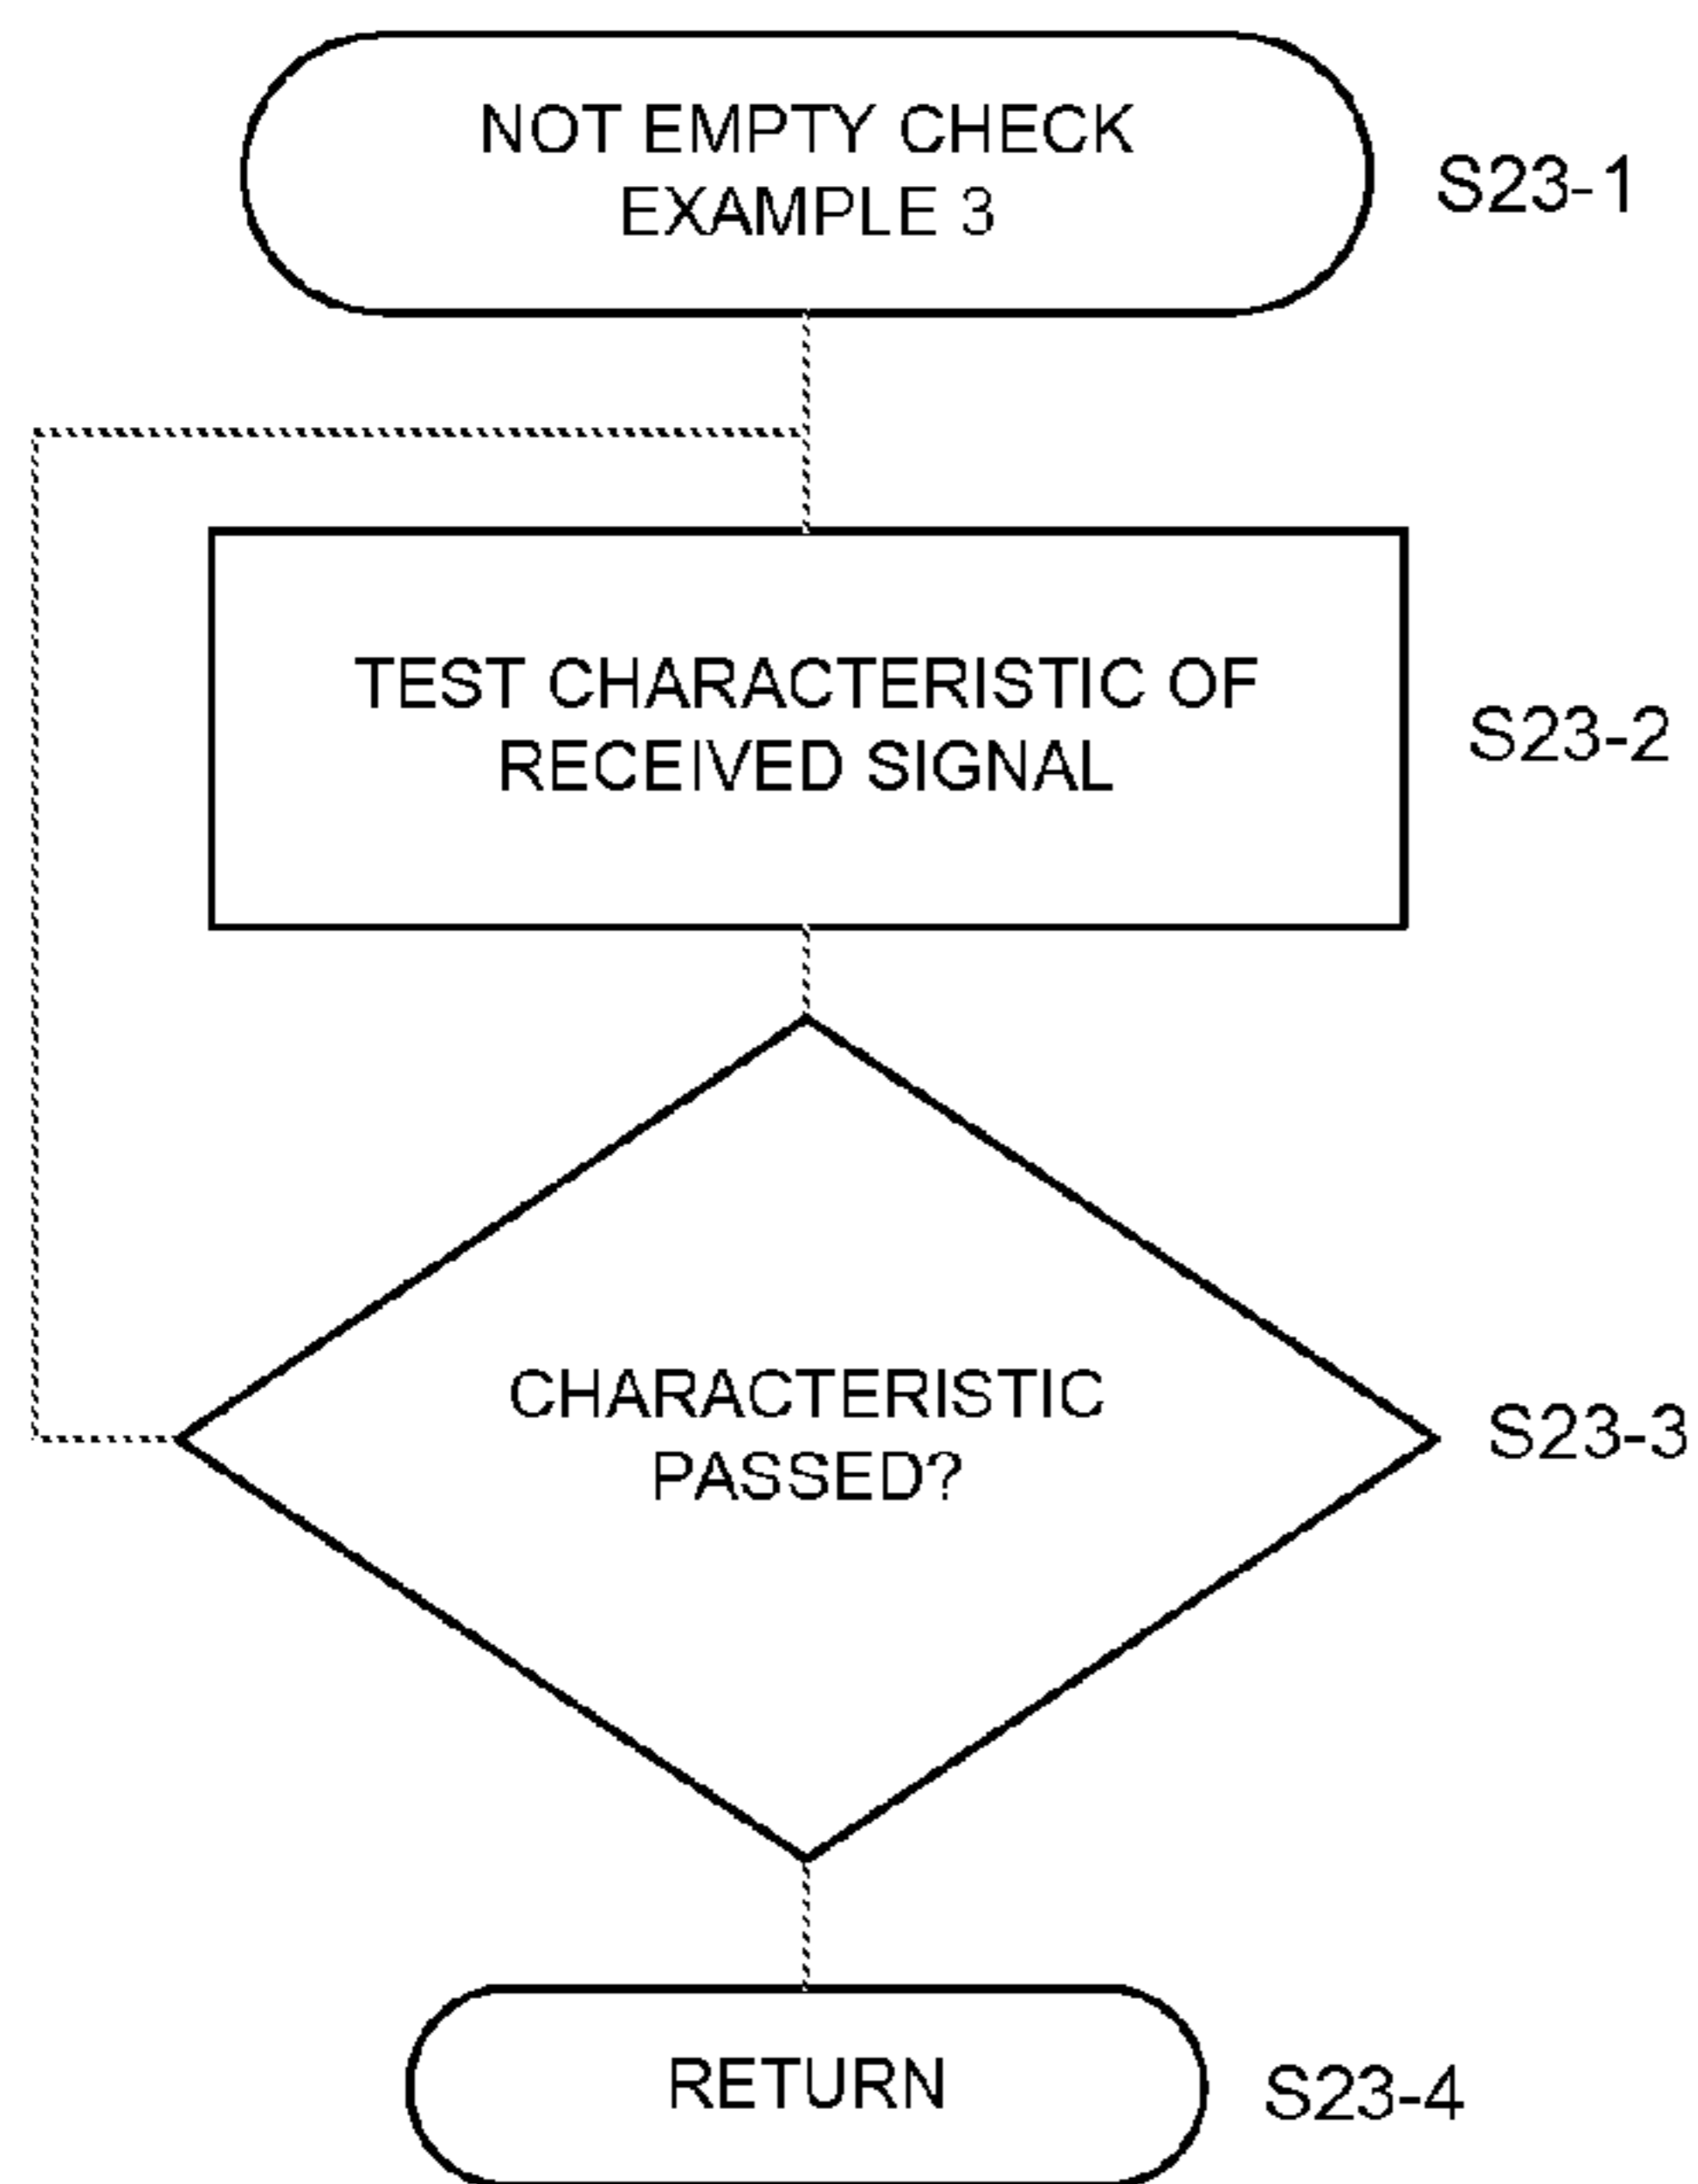 NOT EMPTY CHECK
EXAMPLE 3
S23-1
TEST CHARACTERISTIC OF
RECEIVED SIGNAL
S23-2
CHARACTERISTIC
PASSED?
S23-3
RETURN
S23-4